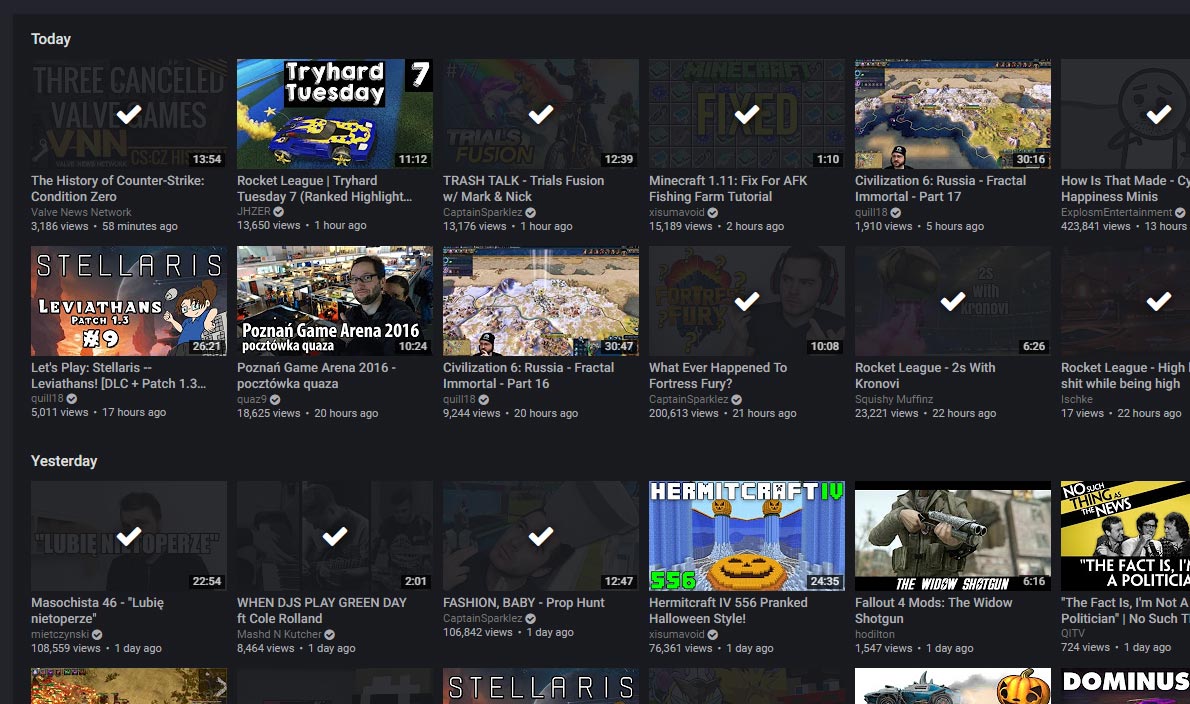 Today
THREE CANCELED
VALVE GAMES
VNN
VALVE NEWS NETWORK
CS:CZ HIS
13:54
Tryhard
Tuesday
7
11:12
TRIALS
FUSION
12:39
MINECRAFT
FIXED
1:10
30:16
The History of Counter-Strike:
Condition Zero
Valve News Network
3,186 views • 58 minutes ago
Rocket League | Tryhard
Tuesday 7 (Ranked Highlight...
JHZER
13,650 views • 1 hour ago
TRASH TALK - Trials Fusion
w/ Mark & Nick
CaptainSparklez
13,176 views • 1 hour ago
Minecraft 1.11: Fix For AFK
Fishing Farm Tutorial
xisumavoid
15,189 views • 2 hours ago
Civilization 6: Russia - Fractal
Immortal - Part 17
quill18
1,910 views • 5 hours ago
How Is That Made - Cy
Happiness Minis
ExplosmEntertainment
423,841 views • 13 hours
STELLARIS
LEVIATHANS
PATCH 1.3
#9
26:21
Poznań Game Arena 2016
pocztówka quaza
10:24
30:47
FORTRE
FURY
10:08
2s
with
Kronovi
6:26
Let's Play: Stellaris --
Leviathans! [DLC + Patch 1.3...
quill18
5,011 views • 17 hours ago
Poznań Game Arena 2016 -
pocztówka quaza
quaz9
18,625 views • 20 hours ago
Civilization 6: Russia - Fractal
Immortal - Part 16
quill18
9,244 views • 20 hours ago
What Ever Happened To
Fortress Fury?
CaptainSparklez
200,613 views • 21 hours ago
Rocket League - 2s With
Kronovi
Squishy Muffinz
23,221 views • 22 hours ago
Rocket League - High
shit while being high
Ischke
17 views • 22 hours ago
Yesterday
"LUBIĘ NIETOPERZE"
22:54
2:01
12:47
HERMITCRAFT IV
556
24:35
THE WIDOW SHOTGUN
6:16
NO SUCH
THING AS
THE NEWS
"THE FACT IS, I'M
A POLITICIA
Masochista 46 - "Lubię
nietoperze"
mietczynski
108,559 views • 1 day ago
WHEN DJS PLAY GREEN DAY
ft Cole Rolland
Mashd N Kutcher
8,464 views • 1 day ago
FASHION, BABY - Prop Hunt
CaptainSparklez
106,842 views • 1 day ago
Hermitcraft IV 556 Pranked
Halloween Style!
xisumavoid
76,361 views • 1 day ago
Fallout 4 Mods: The Widow
Shotgun
hodilton
1,547 views • 1 day ago
"The Fact Is, I'm Not A
Politician" | No Such T
QITV
724 views • 1 day ago
STELLARIS
DOMINUS